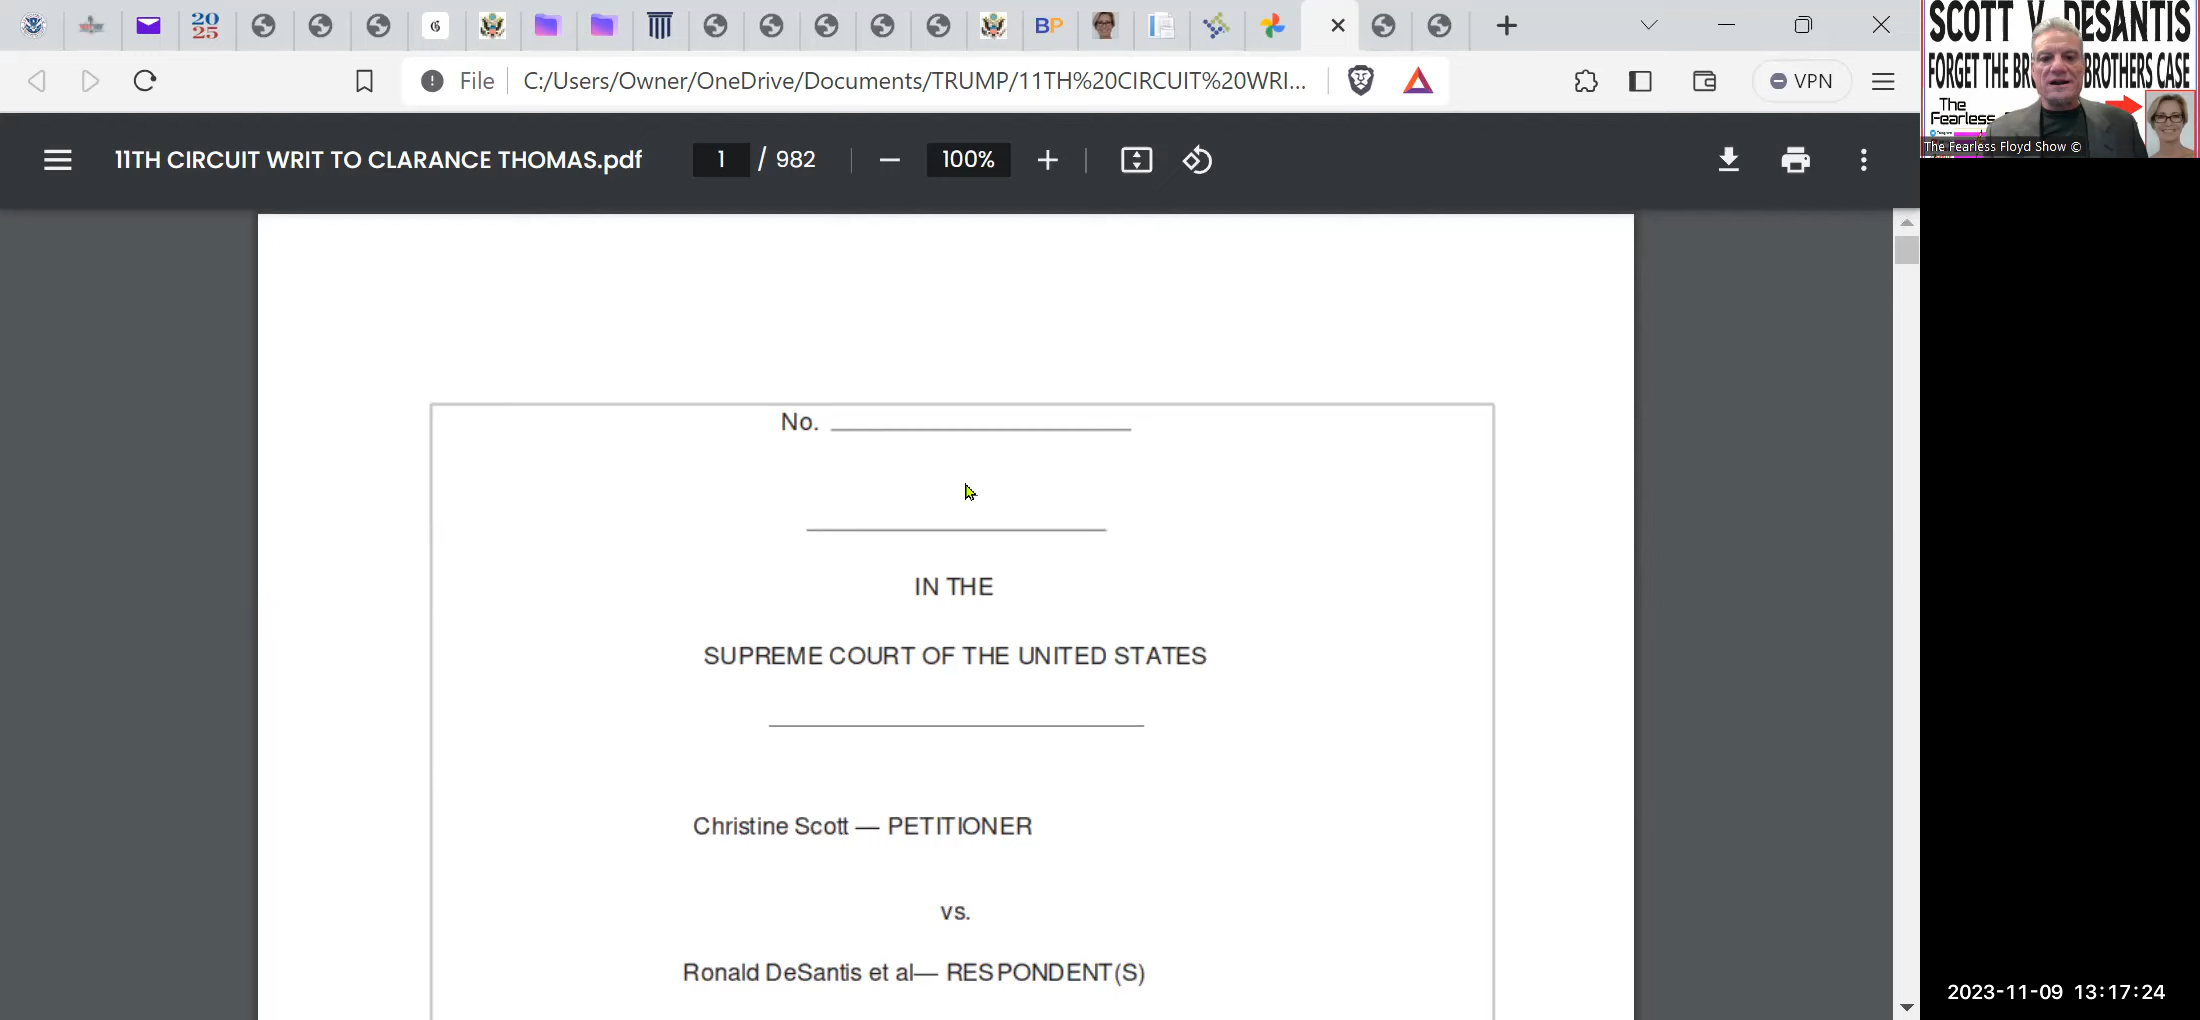 20
25
BP
File
C:/Users/Owner/OneDrive/Documents/TRUMP/11TH%20CIRCUIT%20WRI...
VPN
11TH CIRCUIT WRIT TO CLARANCE THOMAS.pdf
1 / 982
100%
No.
IN THE
SUPREME COURT OF THE UNITED STATES
Christine Scott — PETITIONER
vs.
Ronald DeSantis et al— RESPONDENT(S)
SCOTT V. DESANTIS
FORGET THE BR BROTHERS CASE
The
Fearless
The Fearless Floyd Show ©
2023-11-09 13:17:24